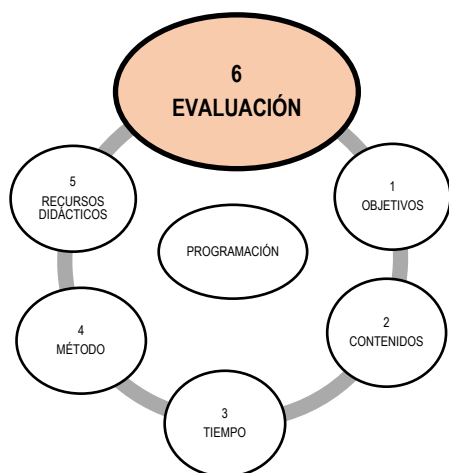 6
EVALUACIÓN
5
RECURSOS
DIDÁCTICOS
1
OBJETIVOS
PROGRAMACIÓN
4
MÉTODO
2
CONTENIDOS
3
TIEMPO